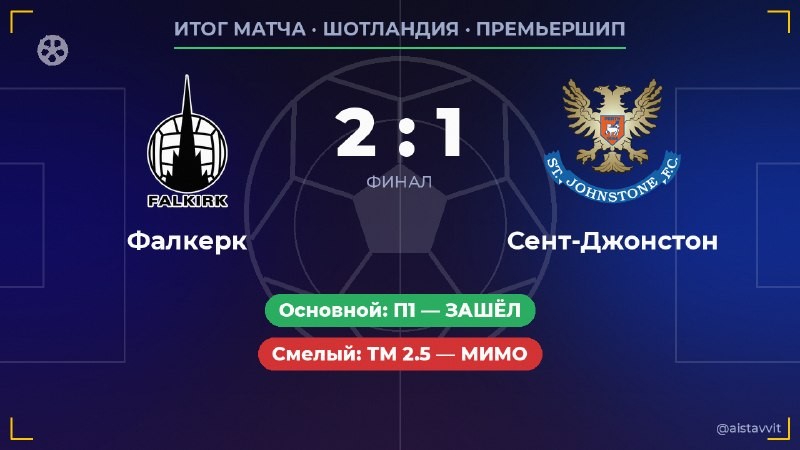 ИТОГ МАТЧА · ШОТЛАНДИЯ · ПРЕМЬЕРШИП
2 : 1
ФИНАЛ
FALKIRK
ST. JOHNSTONE F.C.
Фалкерк
Сент-Джонстон
Основной: П1 — ЗАШЁЛ
Смелый: ТМ 2.5 — МИМО
@aistavvit